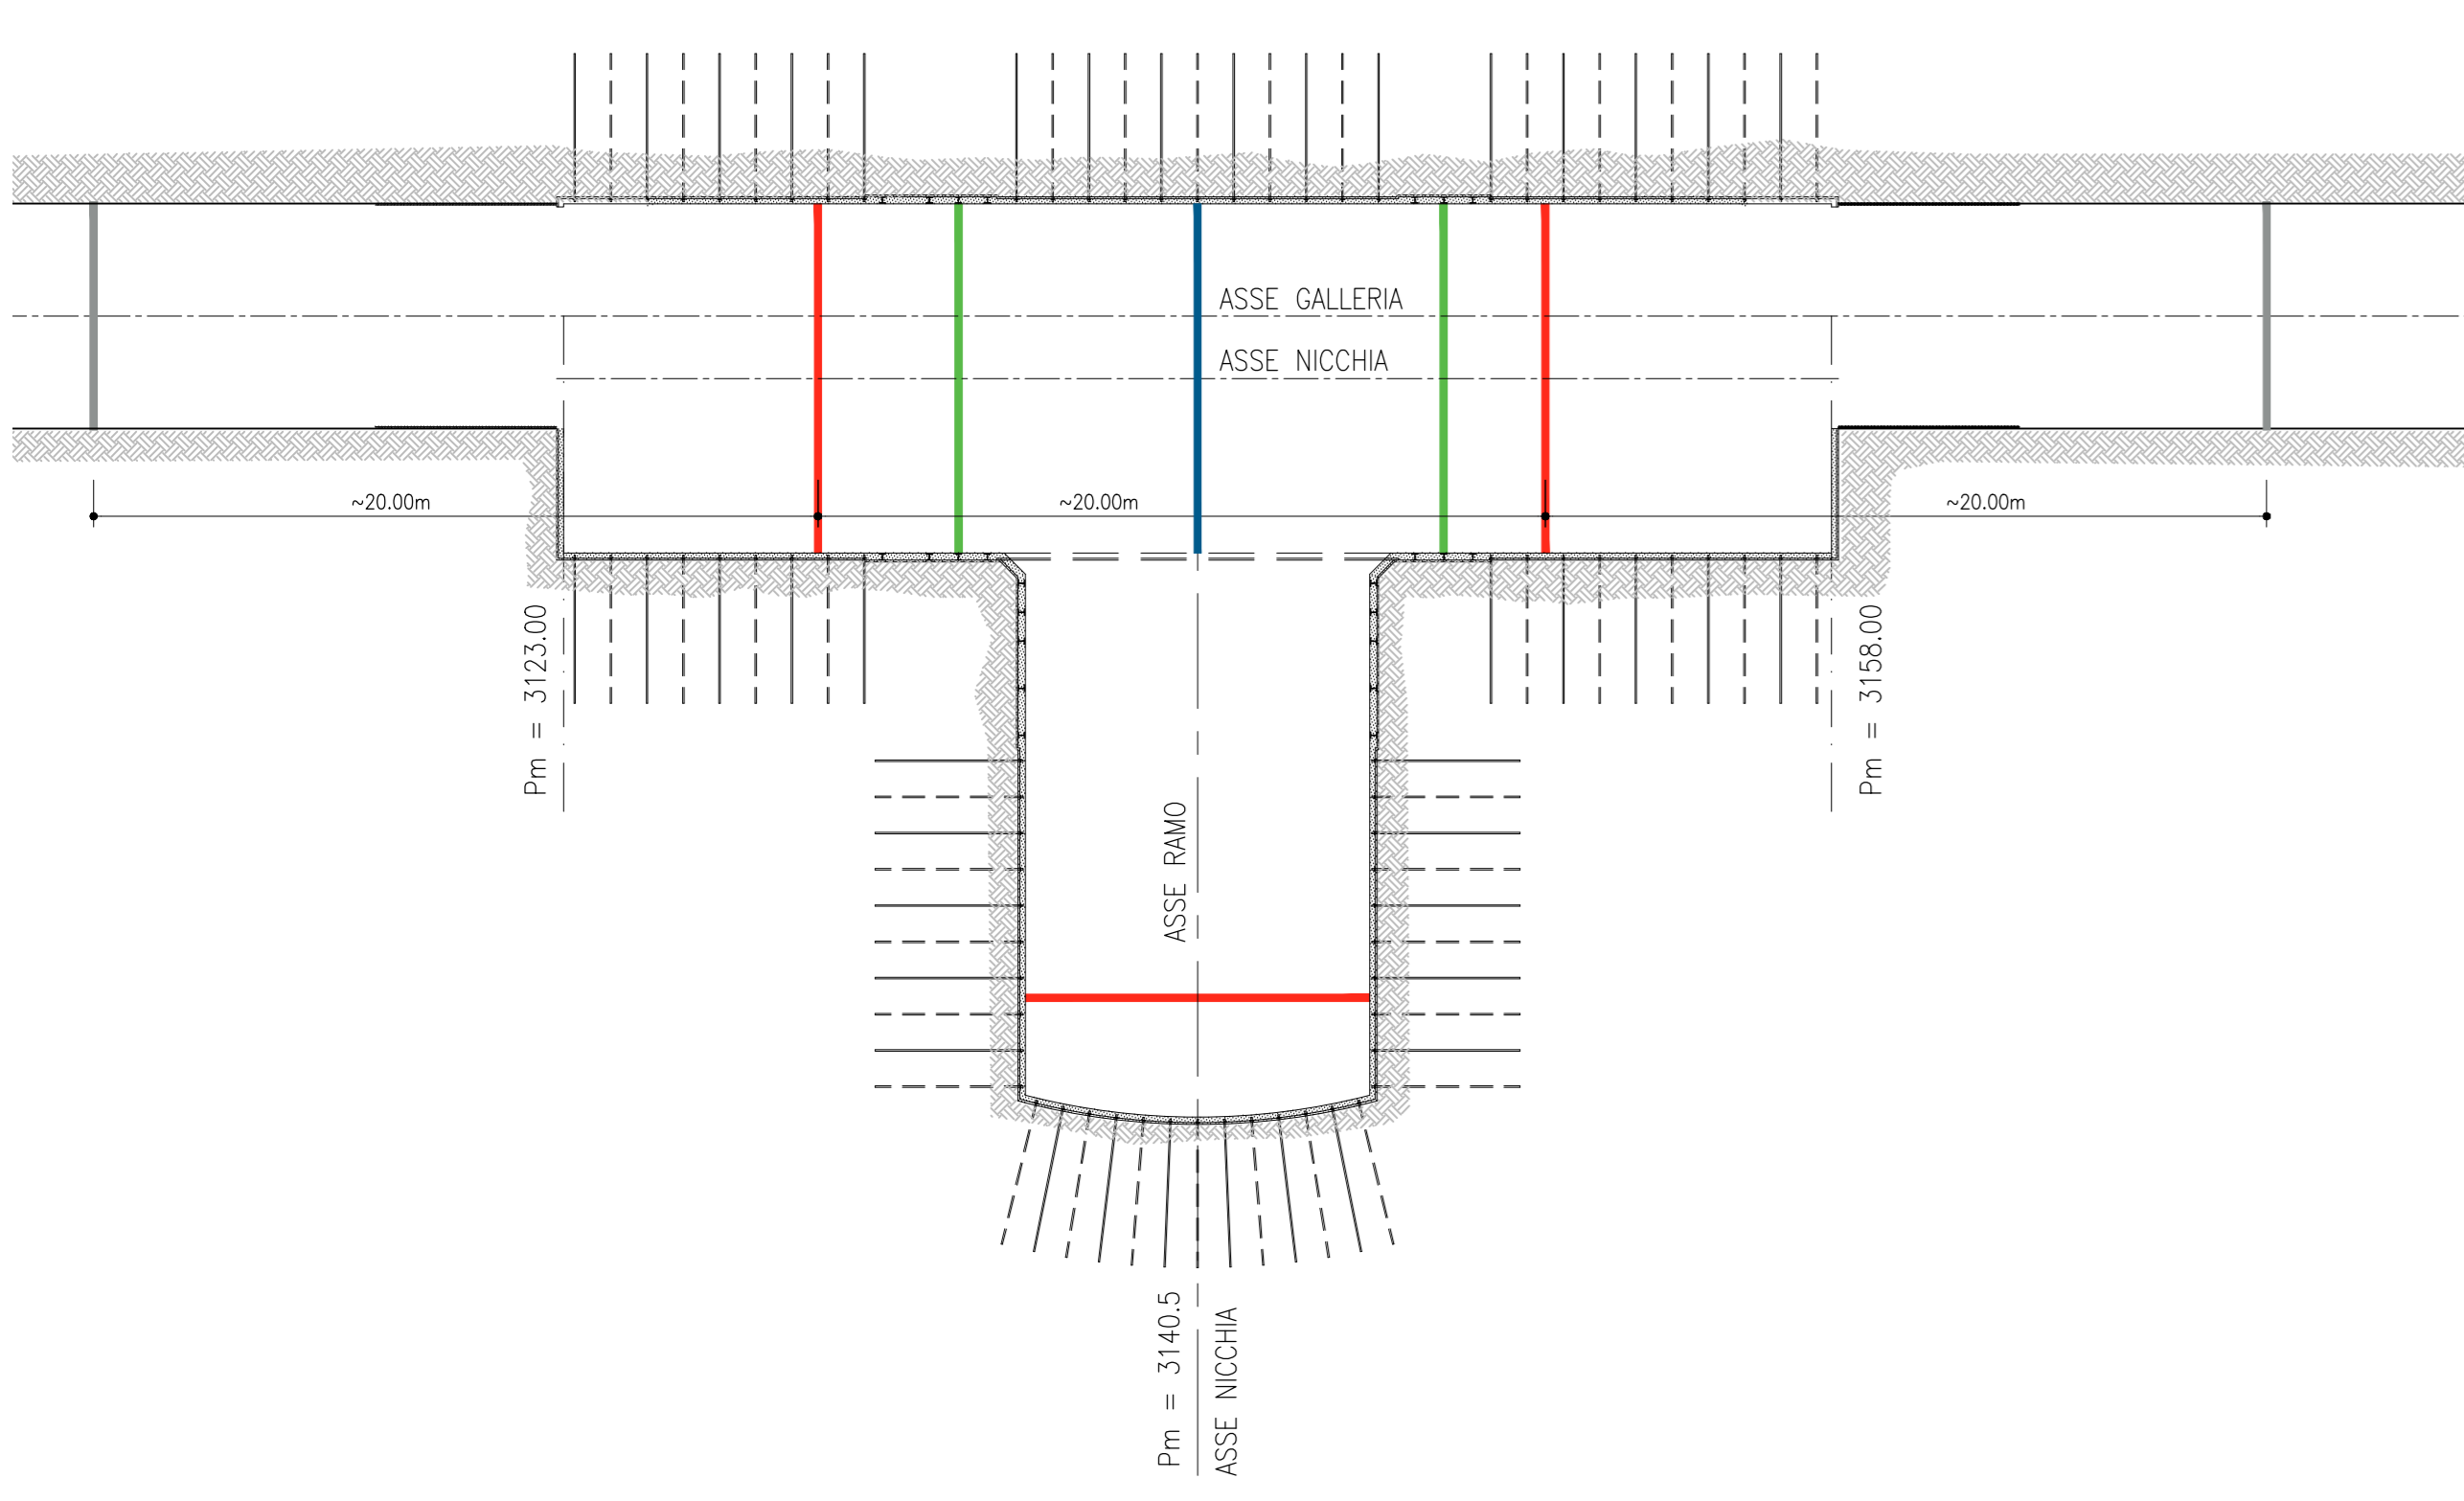 ASSE GALLERIA
ASSE NICCHIA
~20.00m
~20.00m
~20.00m
Pm = 3123.00
Pm = 3158.00
ASSE RAMO
Pm = 3140.5
ASSE NICCHIA